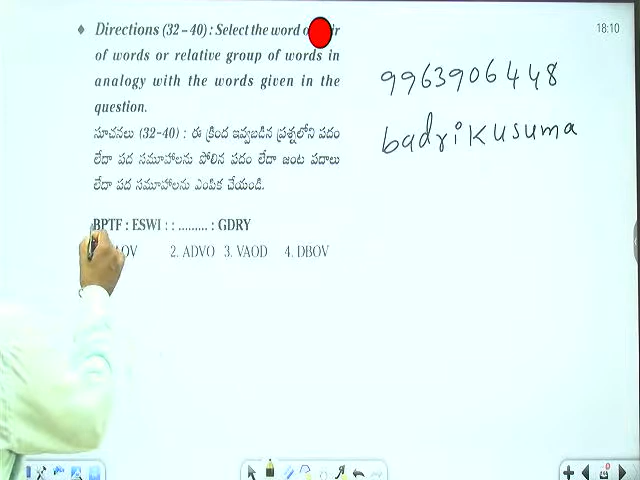 Directions (32 – 40) : Select the word
of words or relative group of words in
analogy with the words given in the
question.
సూచనలు (32-40) : ఈ క్రింద ఇవ్వబడిన ప్రశ్నలోని పదం
లేదా పద సమూహాలను పోలిన పదం లేదా జంట పదాలు
లేదా పద సమూహాలను ఎంపిక చేయండి.
BPTF : ESWI : : ......... : GDRY
2. ADVO 3. VAOD 4. DBOV
18:10
9963906448
badrikusuma